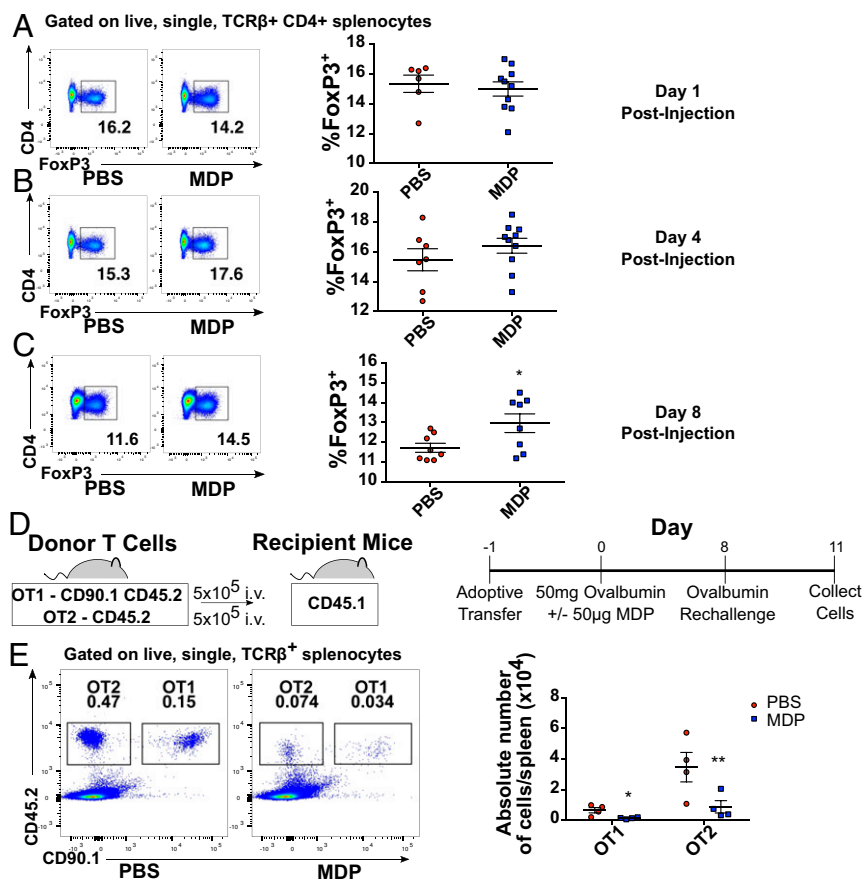 A Gated on live, single, TCRβ+ CD4+ splenocytes
CD4
16.2
14.2
FoxP3
PBS
MDP
%FoxP3+
18
16
14
12
10
PBS
MDP
Day 1
Post-Injection
B
CD4
15.3
17.6
FoxP3
PBS
MDP
%FoxP3+
20
18
16
14
12
PBS
MDP
Day 4
Post-Injection
C
CD4
11.6
14.5
FoxP3
PBS
MDP
%FoxP3+
16
15
14
13
12
11
10
*
PBS
MDP
Day 8
Post-Injection
D
Donor T Cells
OT1 - CD90.1 CD45.2
OT2 - CD45.2
5x10⁵ i.v.
5x10⁵ i.v.
Recipient Mice
CD45.1
Day
-1 0 8 11
Adoptive Transfer
50mg Ovalbumin +/- 50µg MDP
Ovalbumin Rechallenge
Collect Cells
E Gated on live, single, TCRβ+ splenocytes
CD45.2
OT2 OT1
0.47 0.15
OT2 OT1
0.074 0.034
CD90.1
PBS
MDP
Absolute number
of cells/spleen (x10⁴)
8
6
4
2
0
*
**
OT1
OT2
PBS
MDP